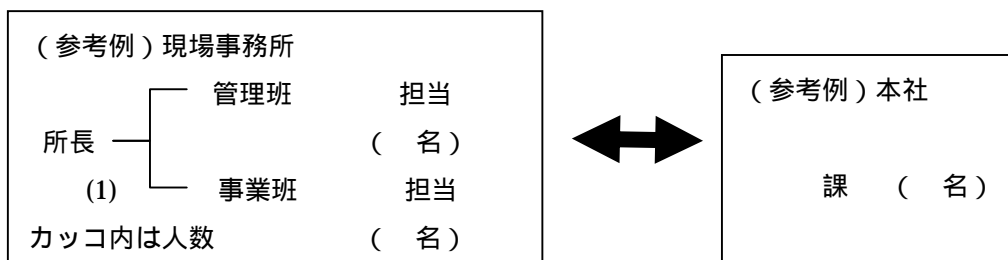 (参考例)現場事務所
管理班 担当
所長 ( 名)
(1) 事業班 担当
カッコ内は人数 ( 名)
(参考例)本社
課 ( 名)